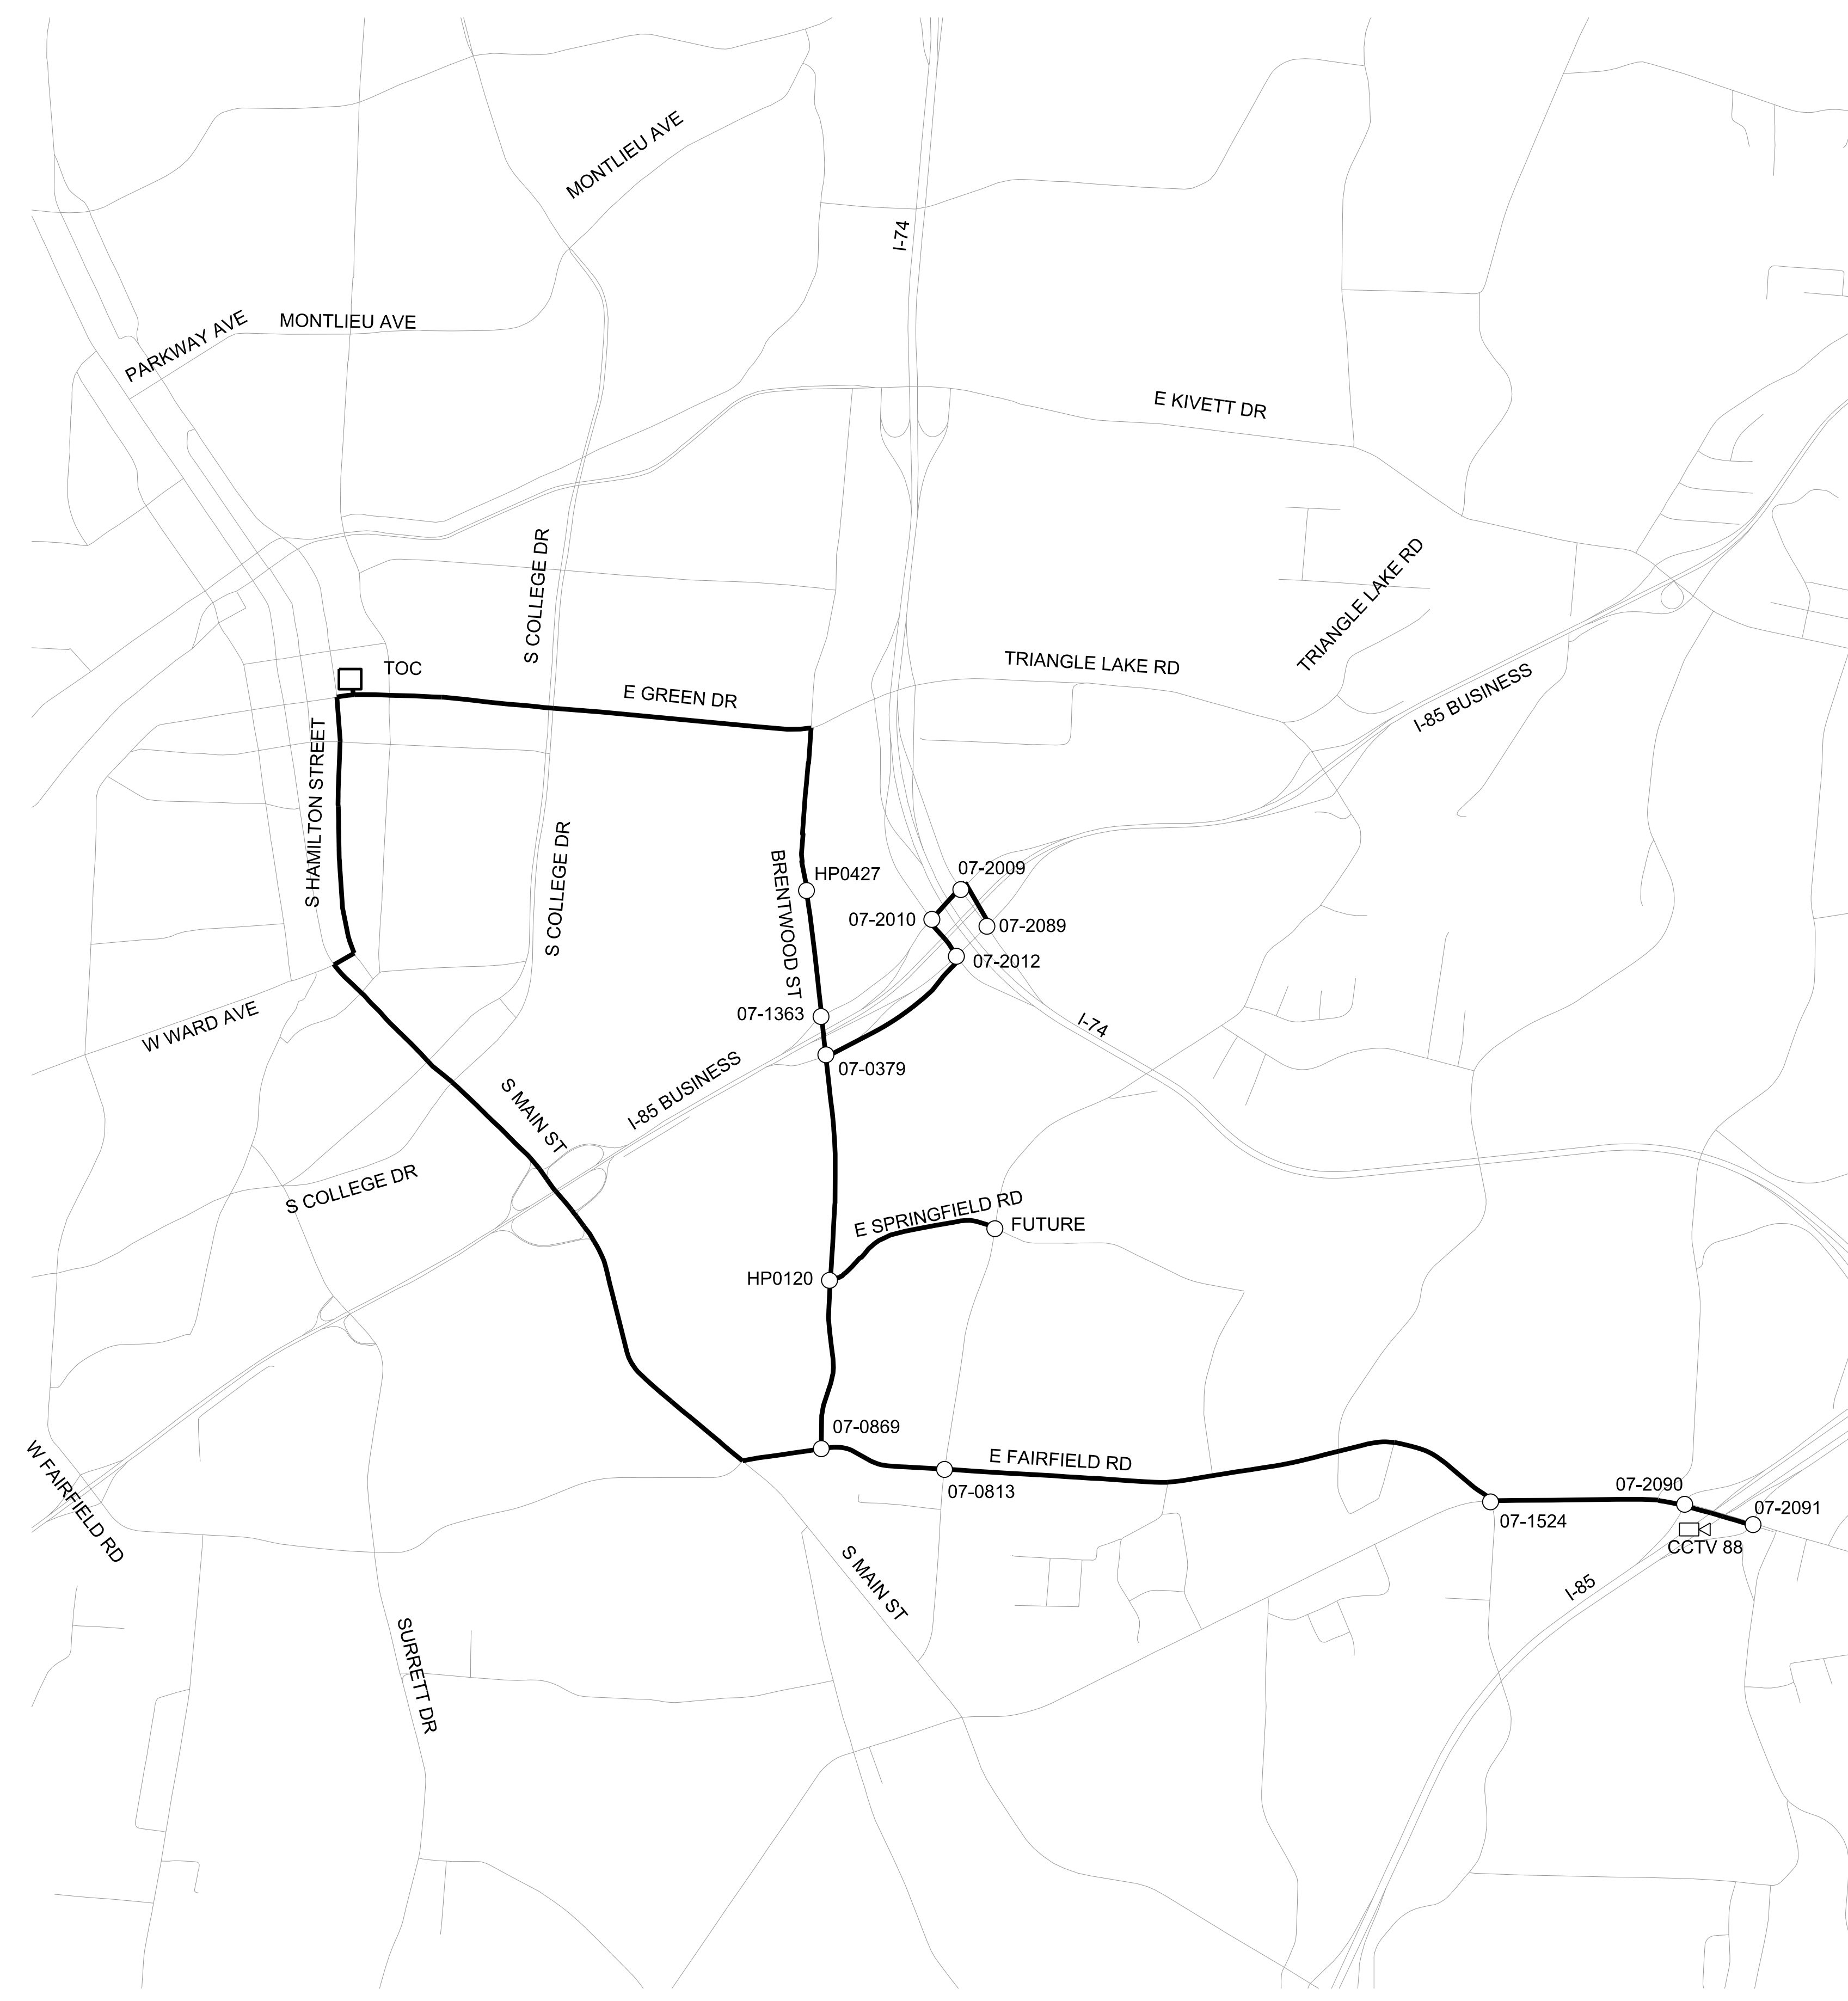 MONTLIEU AVE
I-74
PARKWAY AVE
MONTLIEU AVE
E KIVETT DR
S COLLEGE DR
TRIANGLE LAKE RD
TOC
TRIANGLE LAKE RD
E GREEN DR
I-85 BUSINESS
S HAMILTON STREET
S COLLEGE DR
BRENTWOOD ST
HP0427
07-2009
07-2010
07-2089
07-2012
07-1363
W WARD AVE
I-74
07-0379
I-85 BUSINESS
S MAIN ST
S COLLEGE DR
E SPRINGFIELD RD
FUTURE
HP0120
07-0869
W FAIRFIELD RD
E FAIRFIELD RD
07-0813
07-2090
07-2091
07-1524
CCTV 88
S MAIN ST
I-85
SURRETT DR